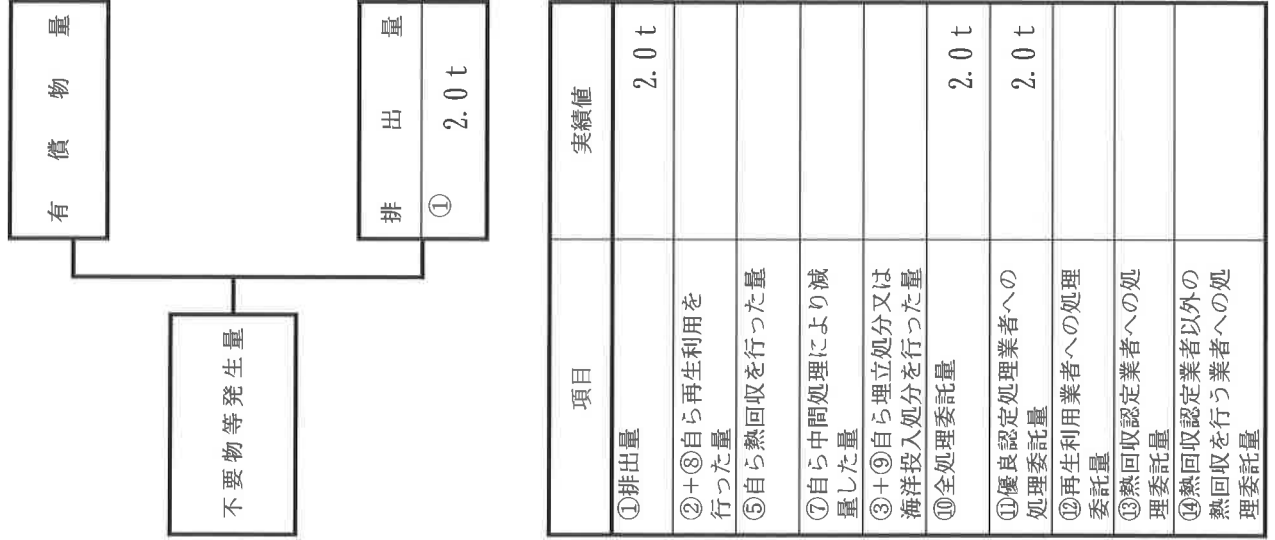 有償物量
不要物等発生量
排出量
① 2.0 t
項目 実績値
①排出量 2.0 t
②+⑧自ら再生利用を
行った量
⑤自ら熱回収を行った量
⑦自ら中間処理により減
量した量
③+⑨自ら埋立処分又は
海洋投入処分を行った量
⑩全処理委託量 2.0 t
⑪優良認定処理業者への
処理委託量 2.0 t
⑫再生利用業者への処理
委託量
⑬熱回収認定業者への処
理委託量
⑭熱回収認定業者以外の
熱回収を行う業者への処
理委託量